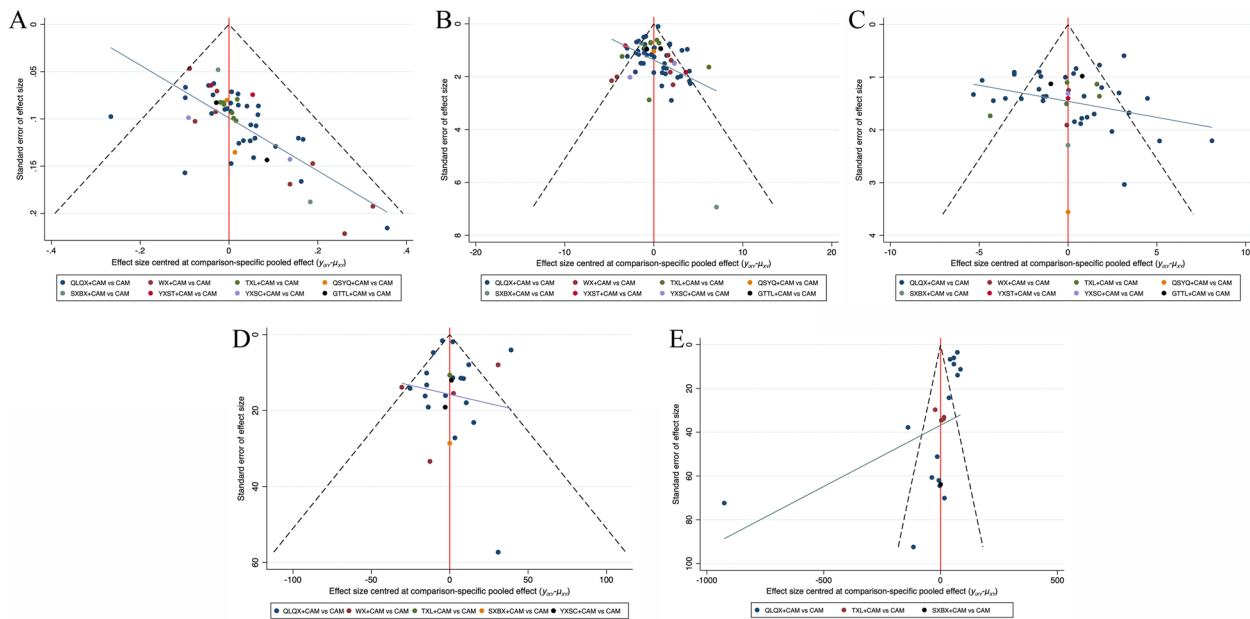 A
Standard error of effect size
0
.05
.1
.15
.2
-.4
-.2
0
.2
.4
Effect size centred at comparison-specific pooled effect (yᵢₓᵧ-μₓᵧ)
QLQX+CAM vs CAM WX+CAM vs CAM TXL+CAM vs CAM QSYQ+CAM vs CAM
SXBX+CAM vs CAM YXST+CAM vs CAM YXSC+CAM vs CAM GTTL+CAM vs CAM
B
Standard error of effect size
0
2
4
6
8
-20
-10
0
10
20
Effect size centred at comparison-specific pooled effect (yᵢₓᵧ-μₓᵧ)
QLQX+CAM vs CAM WX+CAM vs CAM TXL+CAM vs CAM QSYQ+CAM vs CAM
SXBX+CAM vs CAM YXST+CAM vs CAM YXSC+CAM vs CAM GTTL+CAM vs CAM
C
Standard error of effect size
0
1
2
3
4
-10
-5
0
5
10
Effect size centred at comparison-specific pooled effect (yᵢₓᵧ-μₓᵧ)
QLQX+CAM vs CAM WX+CAM vs CAM TXL+CAM vs CAM QSYQ+CAM vs CAM
SXBX+CAM vs CAM YXST+CAM vs CAM YXSC+CAM vs CAM GTTL+CAM vs CAM
D
Standard error of effect size
0
20
40
60
-100
-50
0
50
100
Effect size centred at comparison-specific pooled effect (yᵢₓᵧ-μₓᵧ)
QLQX+CAM vs CAM WX+CAM vs CAM TXL+CAM vs CAM SXBX+CAM vs CAM YXSC+CAM vs CAM
E
Standard error of effect size
0
20
40
60
80
100
-1000
-500
0
500
Effect size centred at comparison-specific pooled effect (yᵢₓᵧ-μₓᵧ)
QLQX+CAM vs CAM TXL+CAM vs CAM SXBX+CAM vs CAM